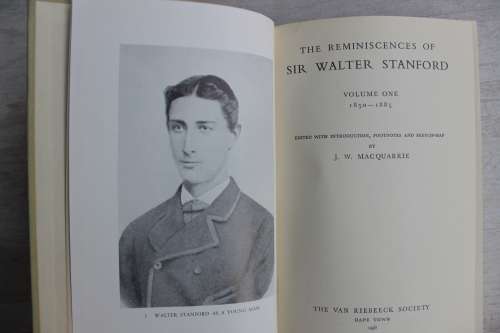 1 WALTER STANFORD AS A YOUNG MAN
THE REMINISCENCES OF
SIR WALTER STANFORD
VOLUME ONE
1850—1885
EDITED WITH INTRODUCTION, FOOTNOTES AND SKETCH-MAP
BY
J. W. MACQUARRIE
THE VAN RIEBEECK SOCIETY
CAPE TOWN